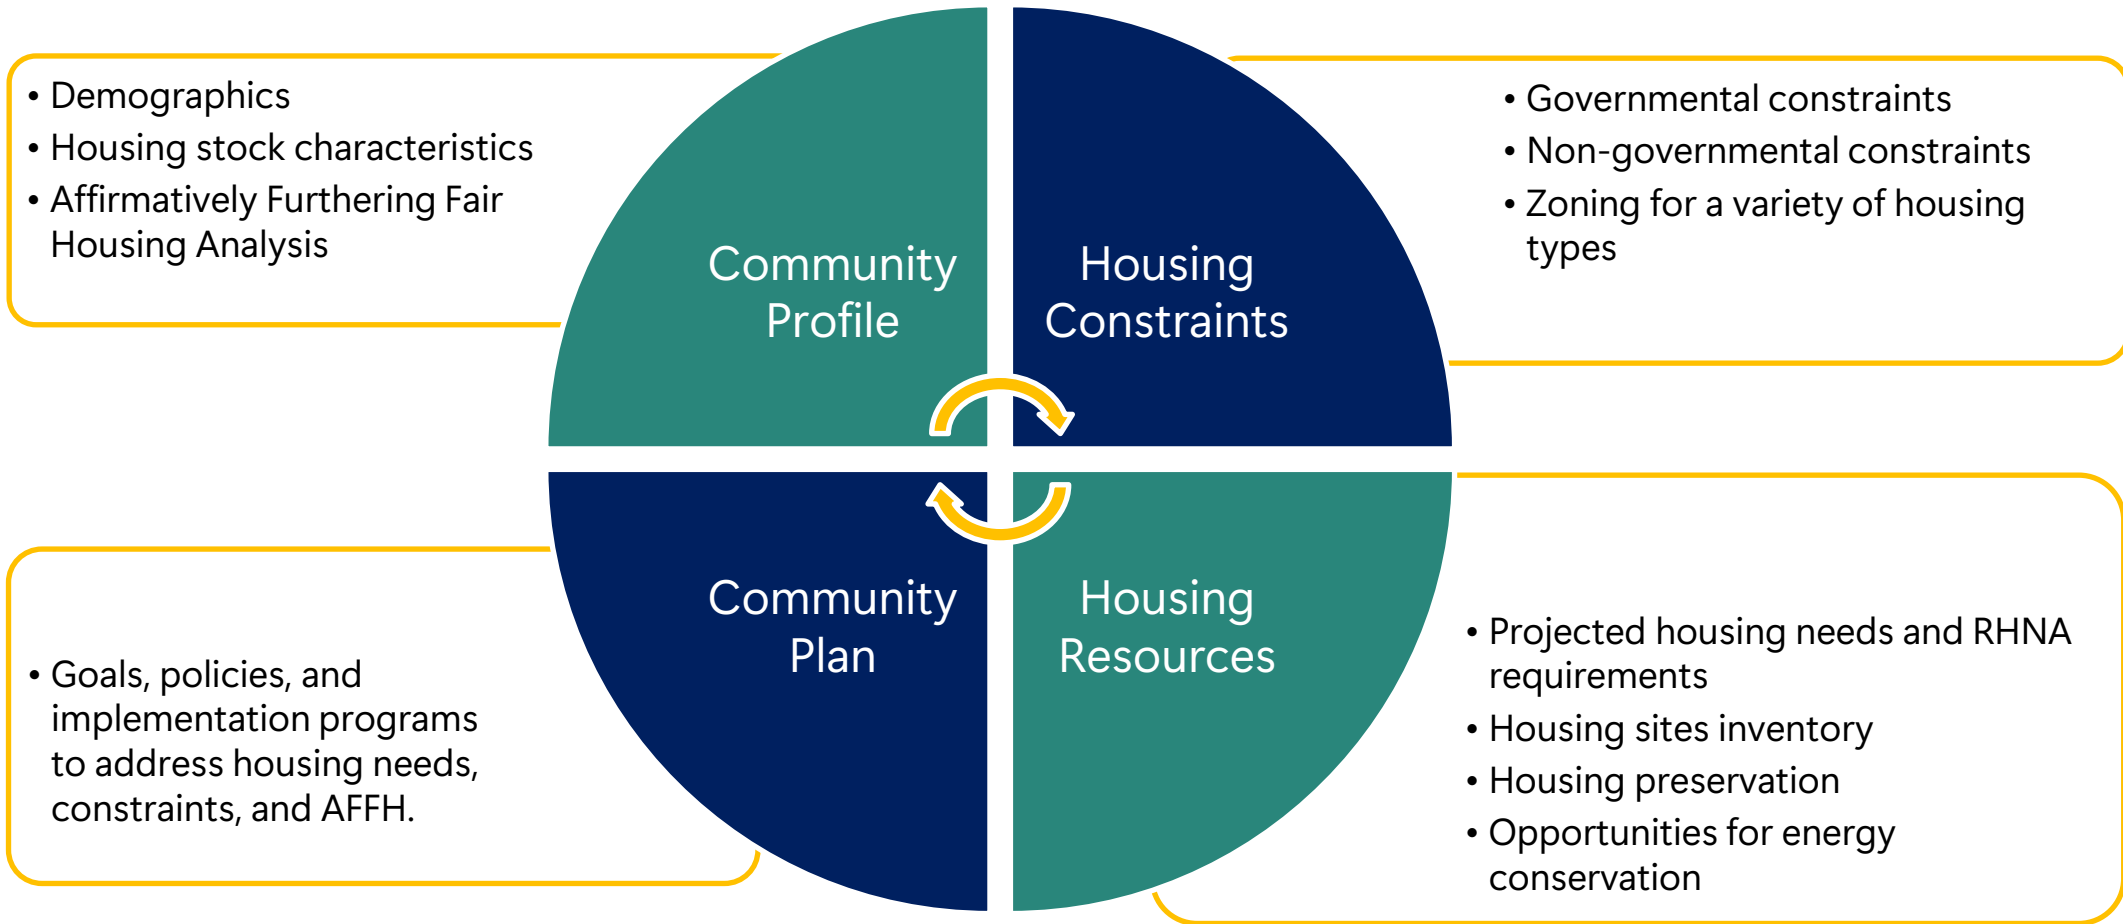 • Demographics
• Housing stock characteristics
• Affirmatively Furthering Fair
Housing Analysis
Community
Profile
Housing
Constraints
• Governmental constraints
• Non-governmental constraints
• Zoning for a variety of housing
types
• Goals, policies, and
implementation programs
to address housing needs,
constraints, and AFFH.
Community
Plan
Housing
Resources
• Projected housing needs and RHNA
requirements
• Housing sites inventory
• Housing preservation
• Opportunities for energy
conservation